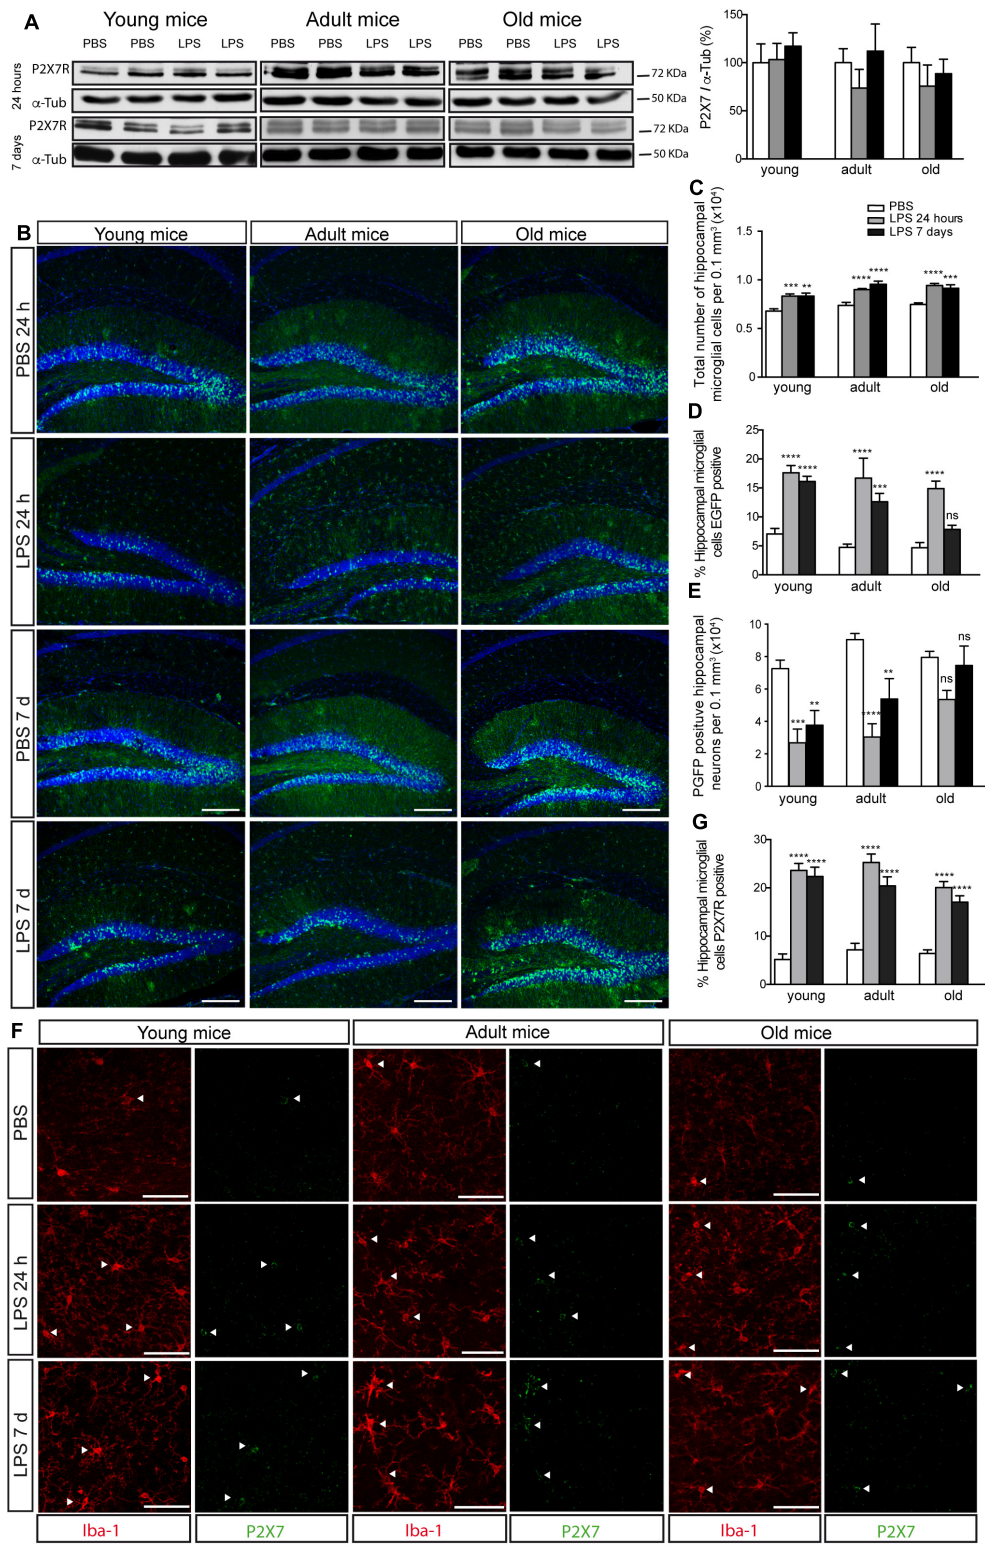 A
Young mice
Adult mice
Old mice
PBS PBS LPS LPS
PBS PBS LPS LPS
PBS PBS LPS LPS
24 hours
P2X7R
72 KDa
α-Tub
50 KDa
7 days
P2X7R
72 KDa
α-Tub
50 KDa
P2X7 / α-Tub (%)
150
100
50
0
young adult old
B
Young mice
Adult mice
Old mice
PBS 24 h
LPS 24 h
PBS 7 d
LPS 7 d
C
PBS
LPS 24 hours
LPS 7 days
Total number of hippocampal
microglial cells per 0.1 mm³ (x10⁴)
1.5
1.0
0.5
0
*** ** **** **** **** ***
young adult old
D
% Hippocampal microglial
cells EGFP positive
25
20
15
10
5
0
**** **** **** *** **** ns
young adult old
E
PGFP posituve hippocampal
neurons per 0.1 mm³ (x10⁴)
10
8
6
4
2
0
*** ** **** ** ns ns
young adult old
G
% Hippocampal microglial
cells P2X7R positive
30
20
10
0
**** **** **** **** **** ****
young adult old
F
Young mice
Adult mice
Old mice
PBS
LPS 24 h
LPS 7 d
Iba-1
P2X7
Iba-1
P2X7
Iba-1
P2X7